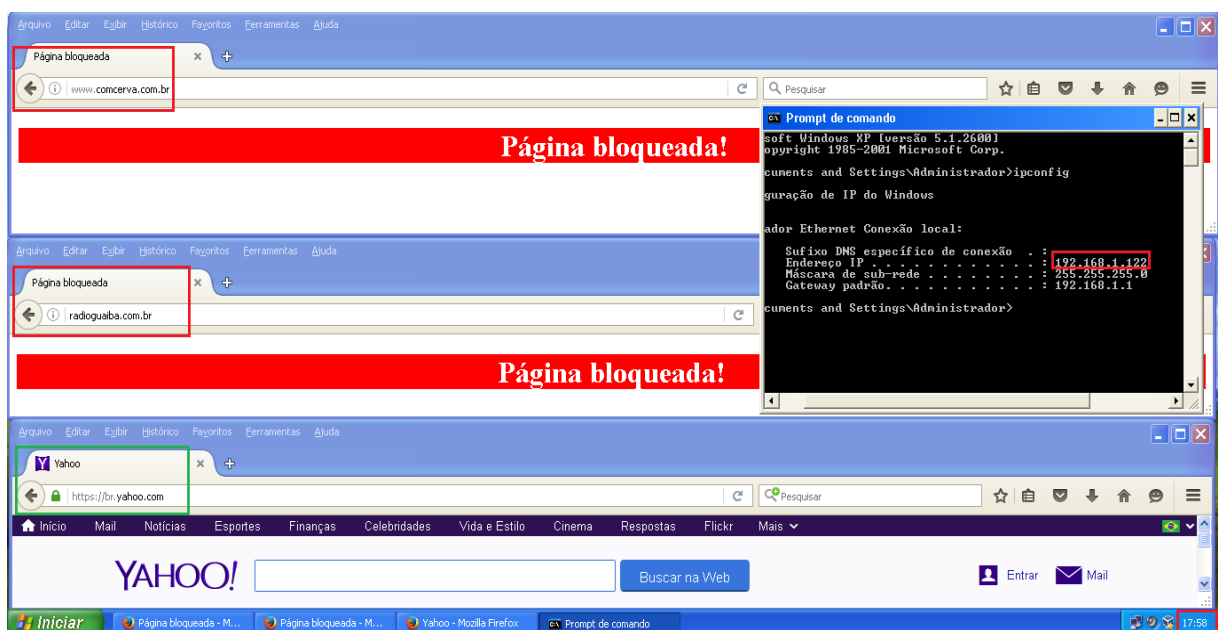 Arquivo Editar Exibir Histórico Favoritos Ferramentas Ajuda
Página bloqueada
www.comcerva.com.br
Pesquisar
Página bloqueada!
Prompt de comando
soft Windows XP [versão 5.1.2600]
opyright 1985-2001 Microsoft Corp.
cuments and Settings\Administrador>ipconfig
guração de IP do Windows
ador Ethernet Conexão local:
Sufixo DNS específico de conexão . :
Endereço IP . . . . . . . . . . . . : 192.168.1.122
Máscara de sub-rede . . . . . . . . : 255.255.255.0
Gateway padrão. . . . . . . . . . . : 192.168.1.1
cuments and Settings\Administrador>
Arquivo Editar Exibir Histórico Favoritos Ferramentas Ajuda
Página bloqueada
radioguaiba.com.br
Página bloqueada!
Arquivo Editar Exibir Histórico Favoritos Ferramentas Ajuda
Yahoo
https://br.yahoo.com
Pesquisar
Início Mail Notícias Esportes Finanças Celebridades Vida e Estilo Cinema Respostas Flickr Mais
YAHOO! Buscar na Web Entrar Mail
Iniciar Página bloqueada - M... Página bloqueada - M... Yahoo - Mozilla Firefox Prompt de comando 17:58